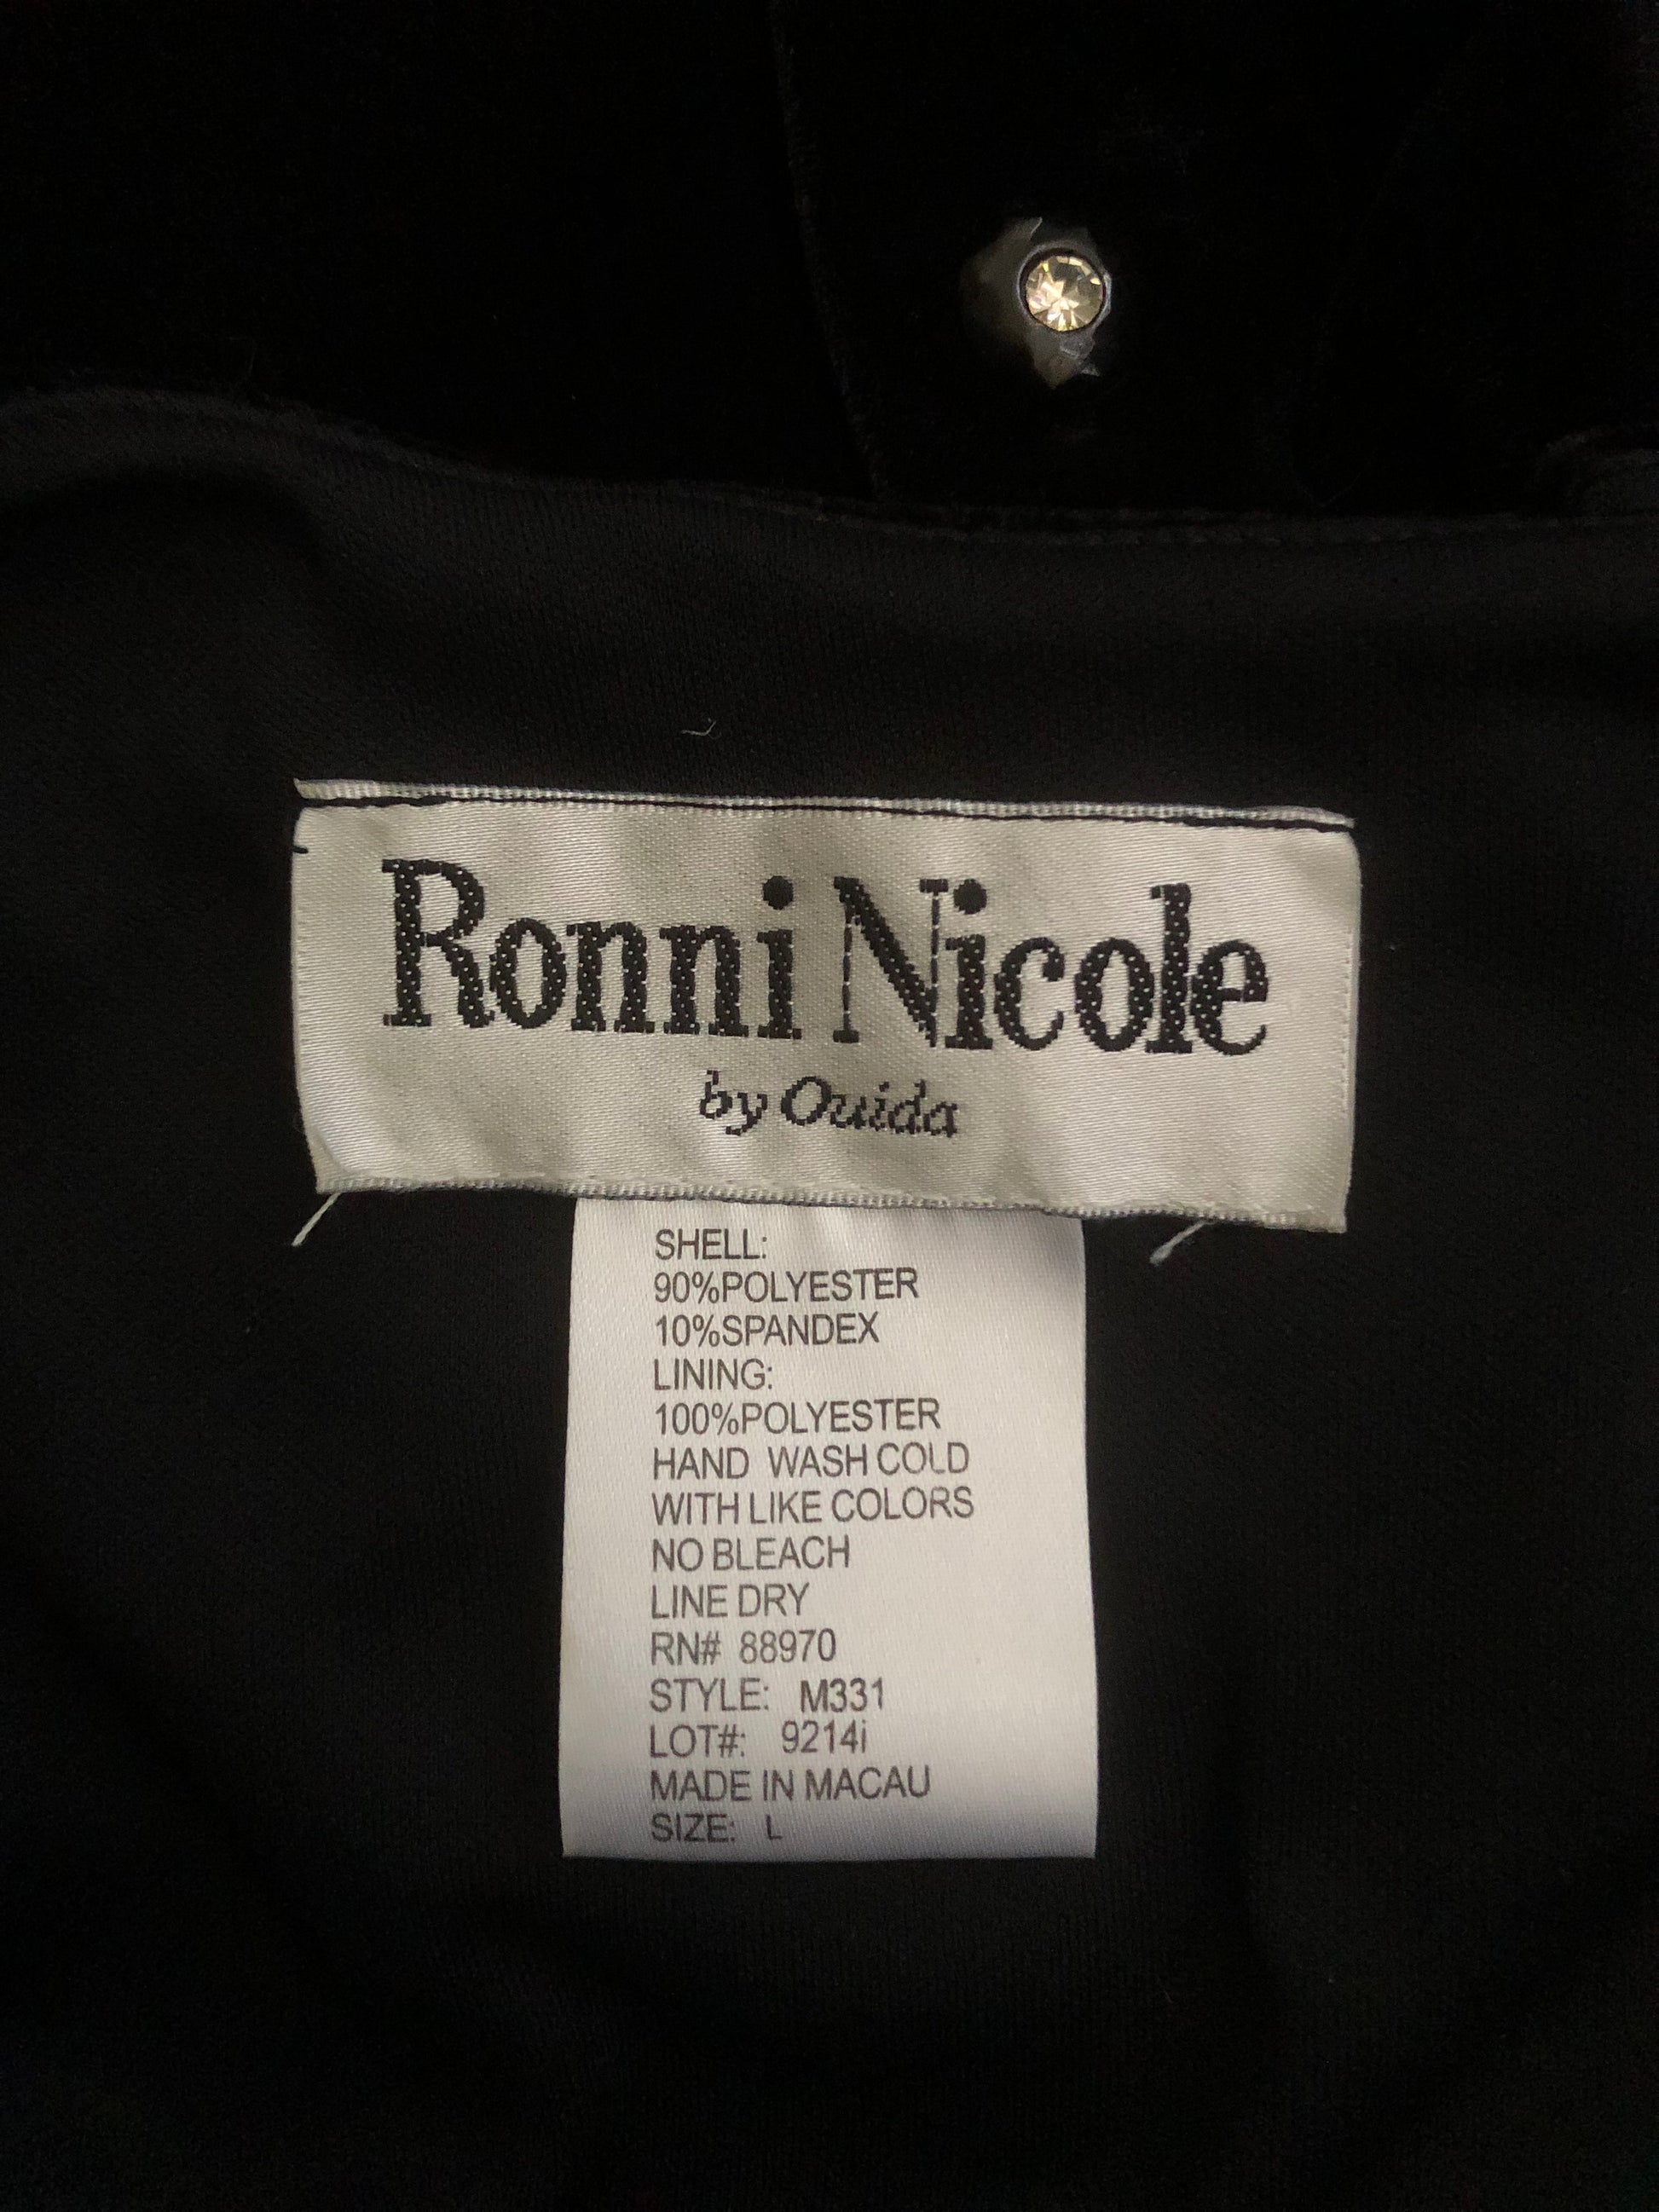 Ronni Nicole
by Ouida
SHELL:
90%POLYESTER
10%SPANDEX
LINING:
100%POLYESTER
HAND WASH COLD
WITH LIKE COLORS
NO BLEACH
LINE DRY
RN# 88970
STYLE: M331
LOT#: 9214i
MADE IN MACAU
SIZE: L